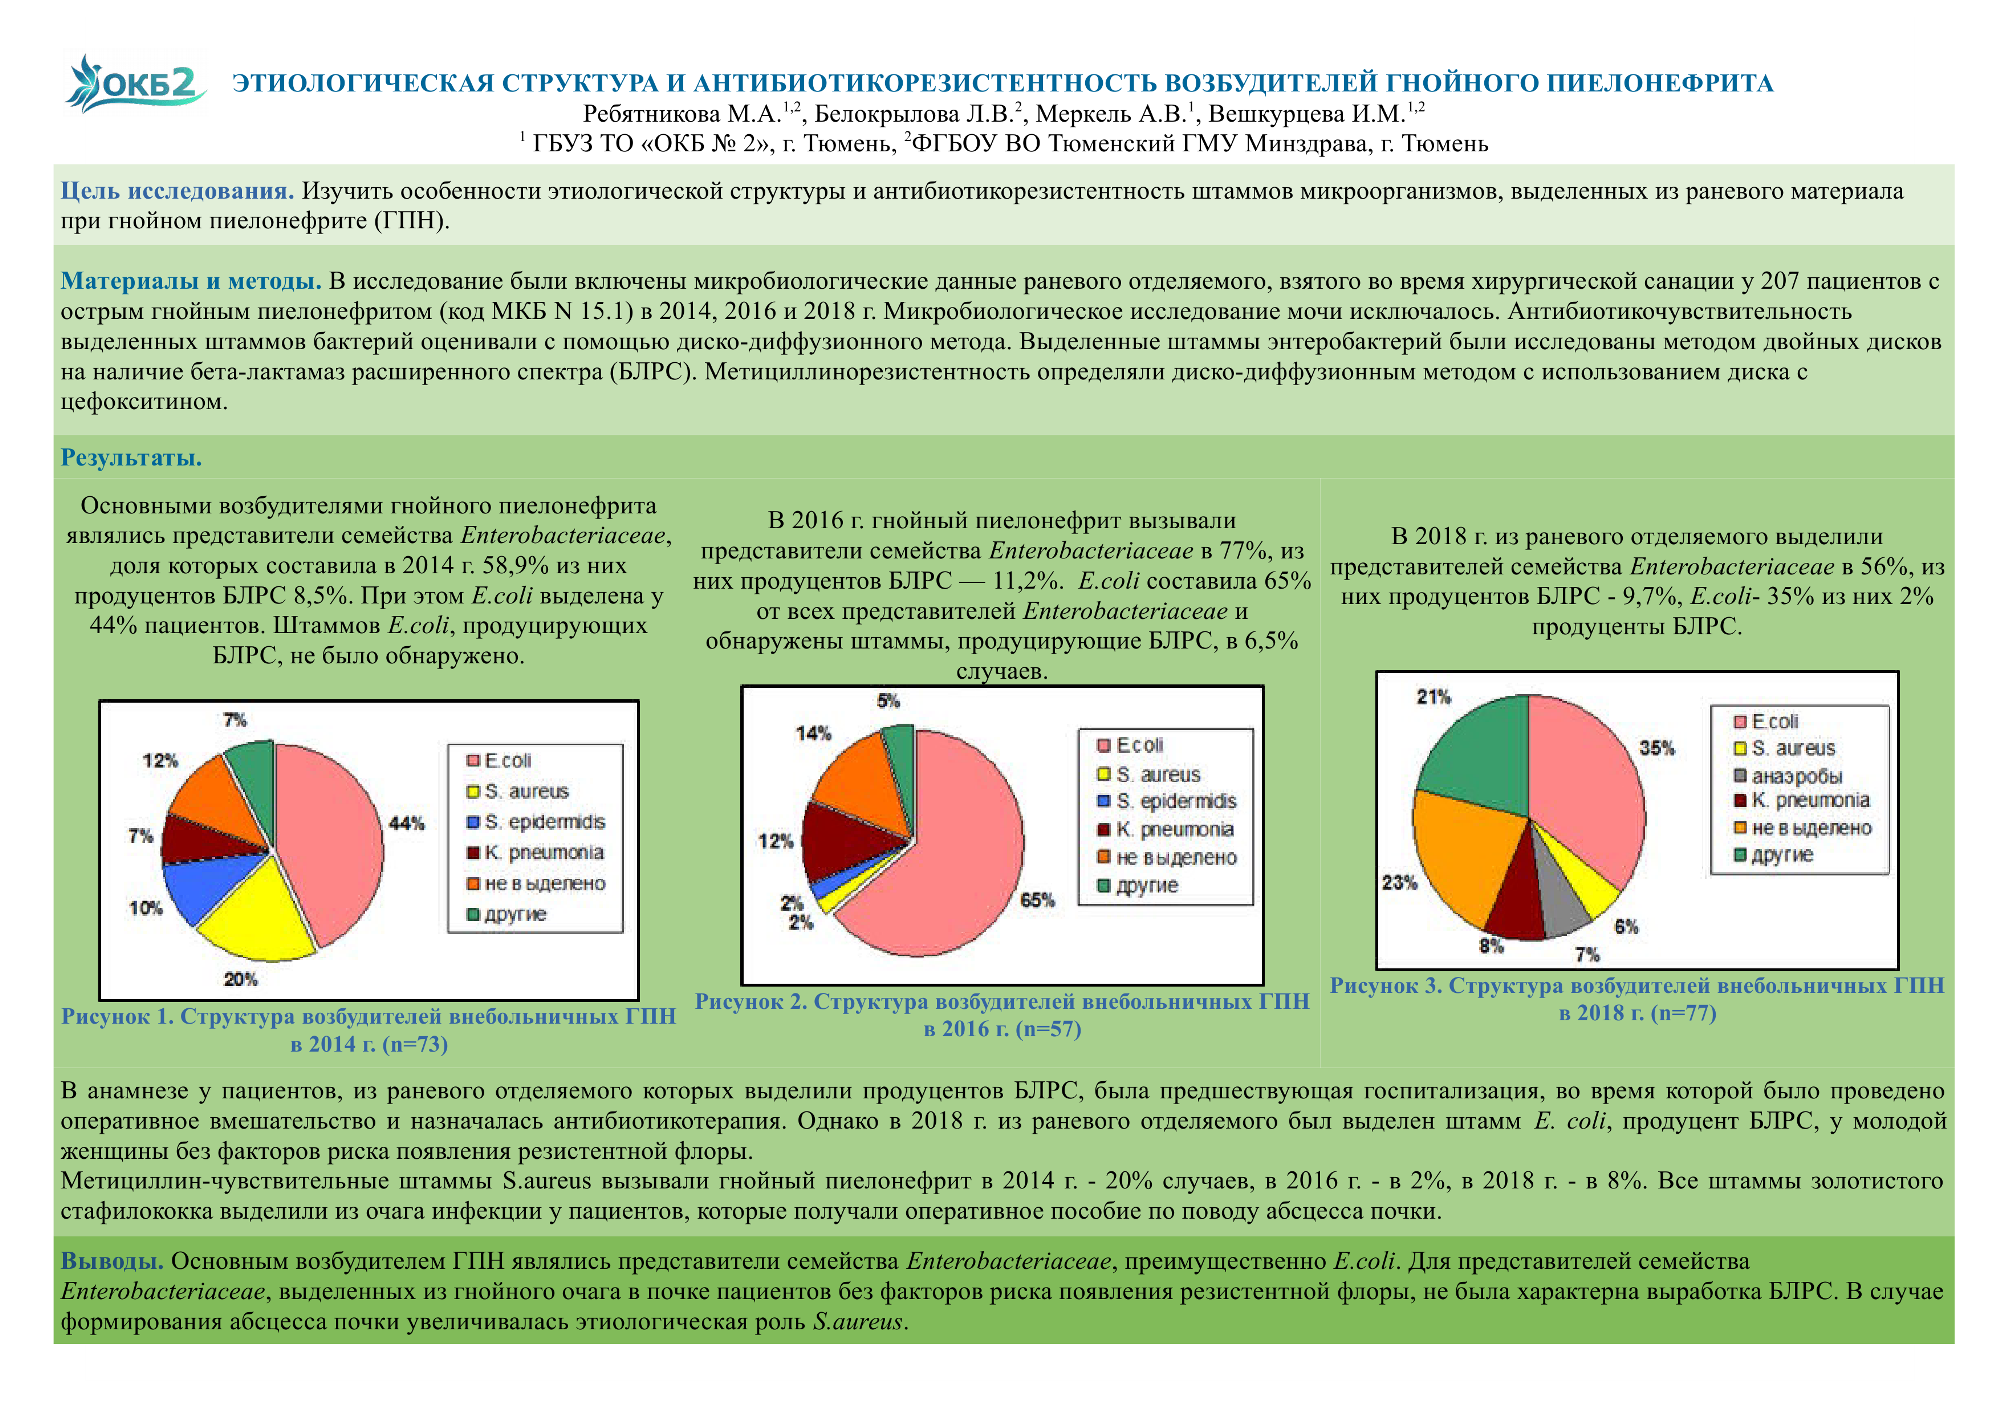 ОКБ2
ЭТИОЛОГИЧЕСКАЯ СТРУКТУРА И АНТИБИОТИКОРЕЗИСТЕНТНОСТЬ ВОЗБУДИТЕЛЕЙ ГНОЙНОГО ПИЕЛОНЕФРИТА
Ребятникова М.А.1,2, Белокрылова Л.В.2, Меркель А.В.1, Вешкурцева И.М.1,2
1 ГБУЗ ТО «ОКБ № 2», г. Тюмень, 2ФГБОУ ВО Тюменский ГМУ Минздрава, г. Тюмень
Цель исследования. Изучить особенности этиологической структуры и антибиотикорезистентность штаммов микроорганизмов, выделенных из раневого материала
при гнойном пиелонефрите (ГПН).
Материалы и методы. В исследование были включены микробиологические данные раневого отделяемого, взятого во время хирургической санации у 207 пациентов с
острым гнойным пиелонефритом (код МКБ N 15.1) в 2014, 2016 и 2018 г. Микробиологическое исследование мочи исключалось. Антибиотикочувствительность
выделенных штаммов бактерий оценивали с помощью диско-диффузионного метода. Выделенные штаммы энтеробактерий были исследованы методом двойных дисков
на наличие бета-лактамаз расширенного спектра (БЛРС). Метициллинорезистентность определяли диско-диффузионным методом с использованием диска с
цефокситином.
Результаты.
Основными возбудителями гнойного пиелонефрита
являлись представители семейства Enterobacteriaceae,
доля которых составила в 2014 г. 58,9% из них
продуцентов БЛРС 8,5%. При этом E.coli выделена у
44% пациентов. Штаммов E.coli, продуцирующих
БЛРС, не было обнаружено.
7%
12%
7%
10%
20%
44%
E.coli
S. aureus
S. epidermidis
K. pneumonia
не выделено
другие
Рисунок 1. Структура возбудителей внебольничных ГПН
в 2014 г. (n=73)
В 2016 г. гнойный пиелонефрит вызывали
представители семейства Enterobacteriaceae в 77%, из
них продуцентов БЛРС — 11,2%. E.coli составила 65%
от всех представителей Enterobacteriaceae и
обнаружены штаммы, продуцирующие БЛРС, в 6,5%
случаев.
5%
14%
12%
2%
2%
65%
E.coli
S. aureus
S. epidermidis
K. pneumonia
не выделено
другие
Рисунок 2. Структура возбудителей внебольничных ГПН
в 2016 г. (n=57)
В 2018 г. из раневого отделяемого выделили
представителей семейства Enterobacteriaceae в 56%, из
них продуцентов БЛРС - 9,7%, E.coli- 35% из них 2%
продуценты БЛРС.
21%
35%
23%
8%
7%
6%
E.coli
S. aureus
анаэробы
K. pneumonia
не выделено
другие
Рисунок 3. Структура возбудителей внебольничных ГПН
в 2018 г. (n=77)
В анамнезе у пациентов, из раневого отделяемого которых выделили продуцентов БЛРС, была предшествующая госпитализация, во время которой было проведено
оперативное вмешательство и назначалась антибиотикотерапия. Однако в 2018 г. из раневого отделяемого был выделен штамм E. coli, продуцент БЛРС, у молодой
женщины без факторов риска появления резистентной флоры.
Метициллин-чувствительные штаммы S.aureus вызывали гнойный пиелонефрит в 2014 г. - 20% случаев, в 2016 г. - в 2%, в 2018 г. - в 8%. Все штаммы золотистого
стафилококка выделили из очага инфекции у пациентов, которые получали оперативное пособие по поводу абсцесса почки.
Выводы. Основным возбудителем ГПН являлись представители семейства Enterobacteriaceae, преимущественно E.coli. Для представителей семейства
Enterobacteriaceae, выделенных из гнойного очага в почке пациентов без факторов риска появления резистентной флоры, не была характерна выработка БЛРС. В случае
формирования абсцесса почки увеличивалась этиологическая роль S.aureus.